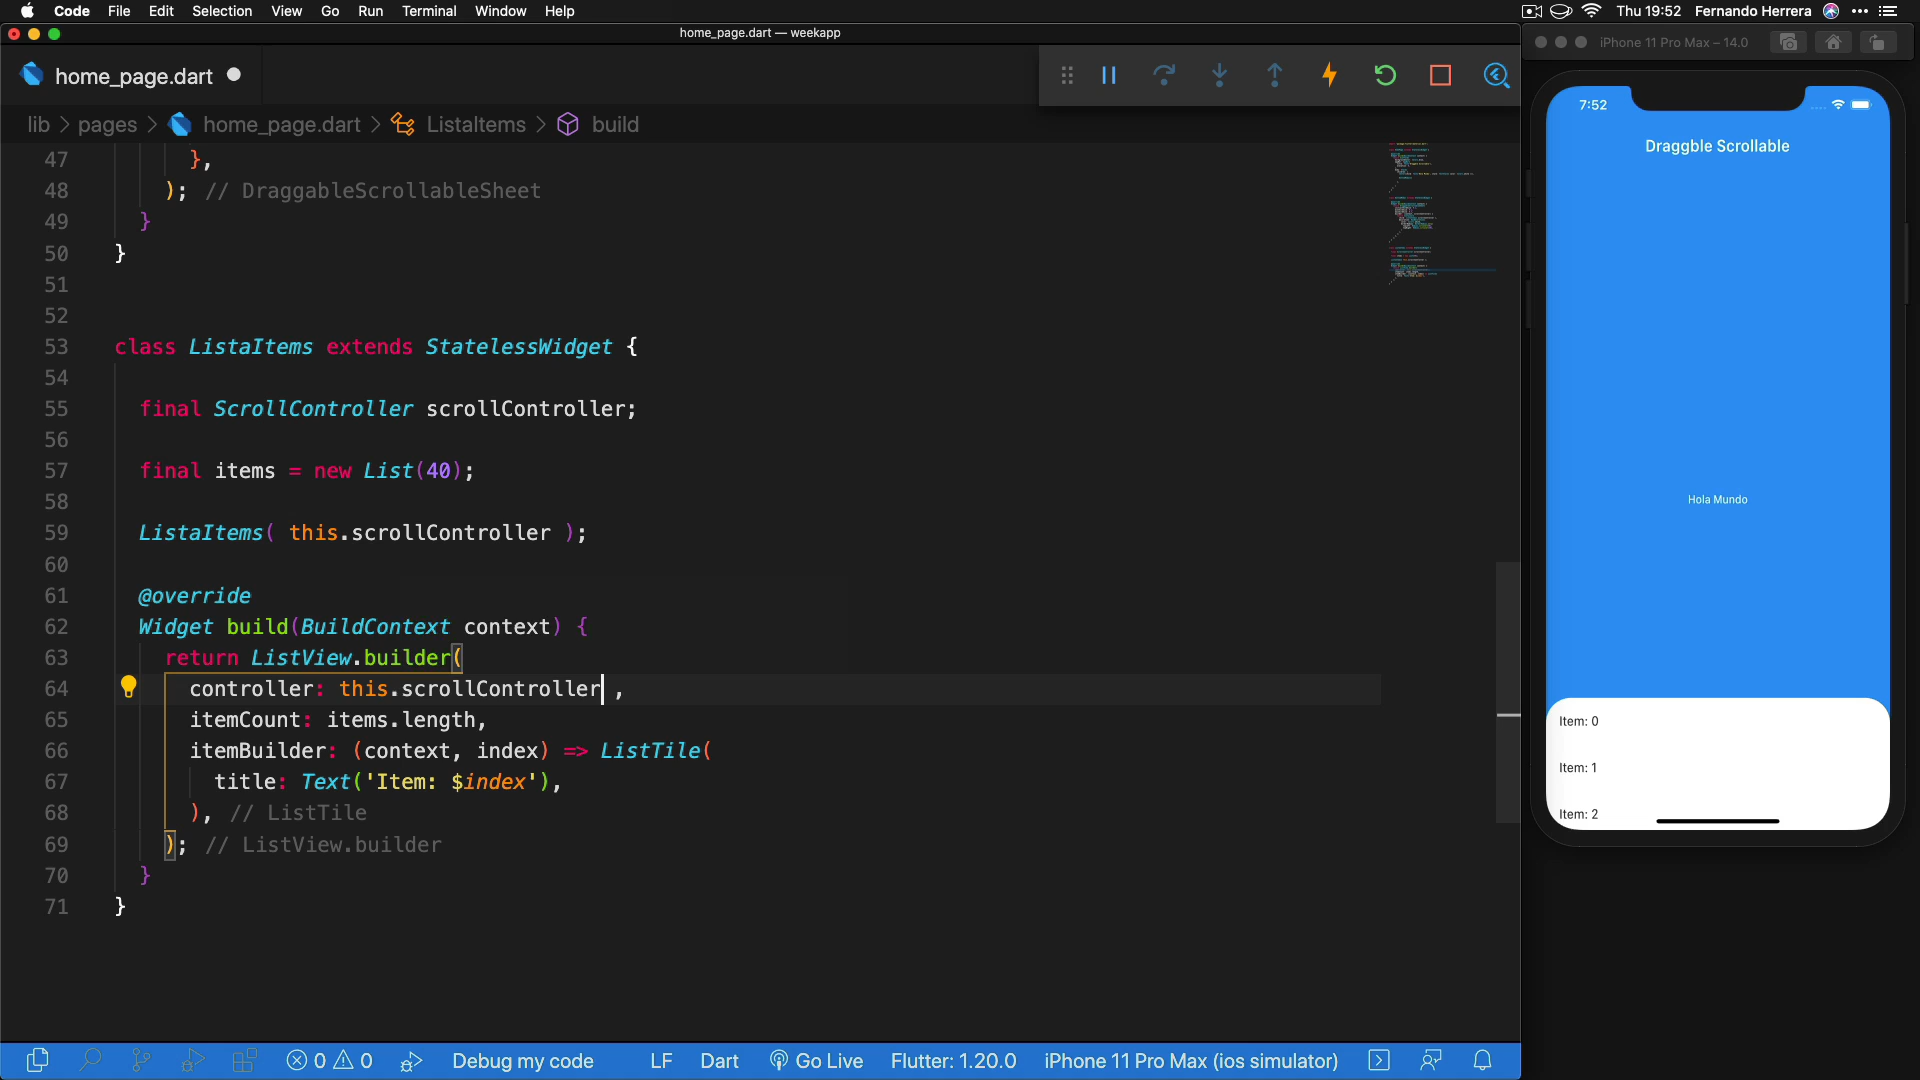 Code File Edit Selection View Go Run Terminal Window Help
Thu 19:52 Fernando Herrera
home_page.dart — weekapp
iPhone 11 Pro Max – 14.0
home_page.dart
lib > pages > home_page.dart > ListaItems > build
47 },
48 ); // DraggableScrollableSheet
49 }
50 }
51
52
53 class ListaItems extends StatelessWidget {
54
55 final ScrollController scrollController;
56
57 final items = new List(40);
58
59 ListaItems( this.scrollController );
60
61 @override
62 Widget build(BuildContext context) {
63 return ListView.builder(
64 controller: this.scrollController ,
65 itemCount: items.length,
66 itemBuilder: (context, index) => ListTile(
67 title: Text('Item: $index'),
68 ), // ListTile
69 ); // ListView.builder
70 }
71 }
7:52
Draggble Scrollable
Hola Mundo
Item: 0
Item: 1
Item: 2
0 0 Debug my code LF Dart Go Live Flutter: 1.20.0 iPhone 11 Pro Max (ios simulator)